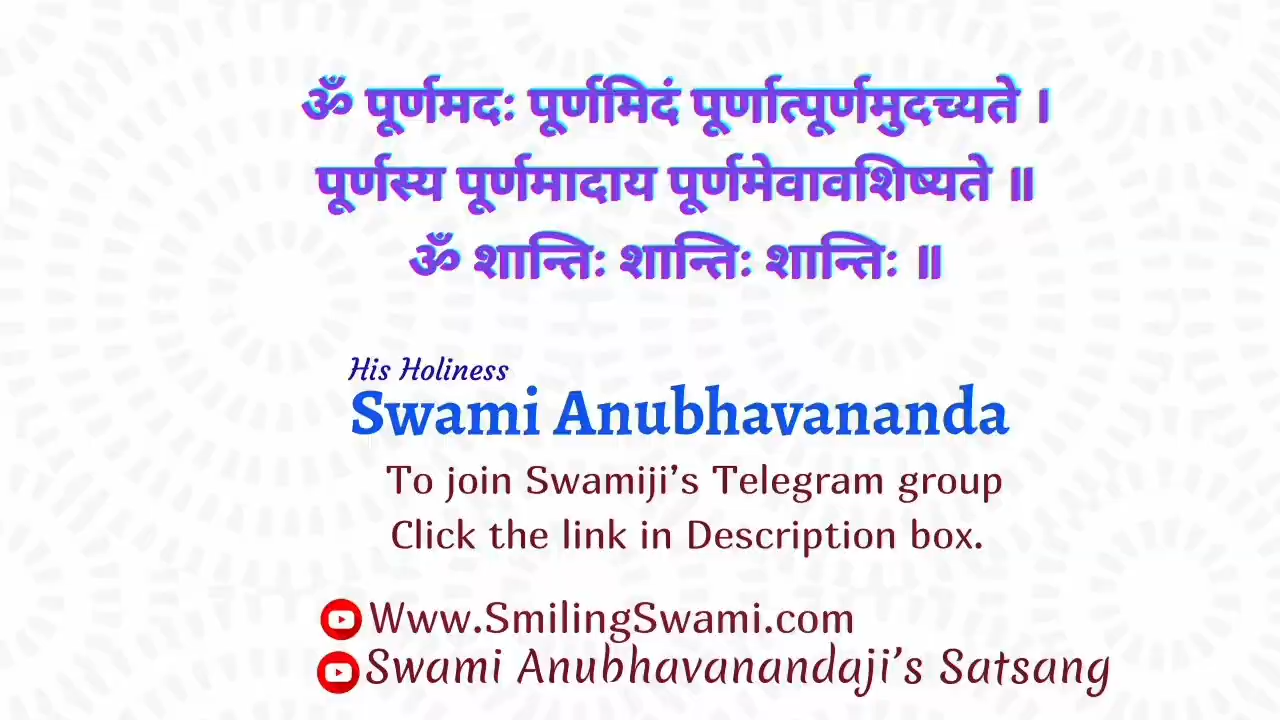 ॐ पूर्णमदः पूर्णमिदं पूर्णात्पूर्णमुदच्यते ।
पूर्णस्य पूर्णमादाय पूर्णमेवावशिष्यते ॥
ॐ शान्तिः शान्तिः शान्तिः ॥
His Holiness
Swami Anubhavananda
To join Swamiji’s Telegram group
Click the link in Description box.
Www.SmilingSwami.com
Swami Anubhavanandaji’s Satsang